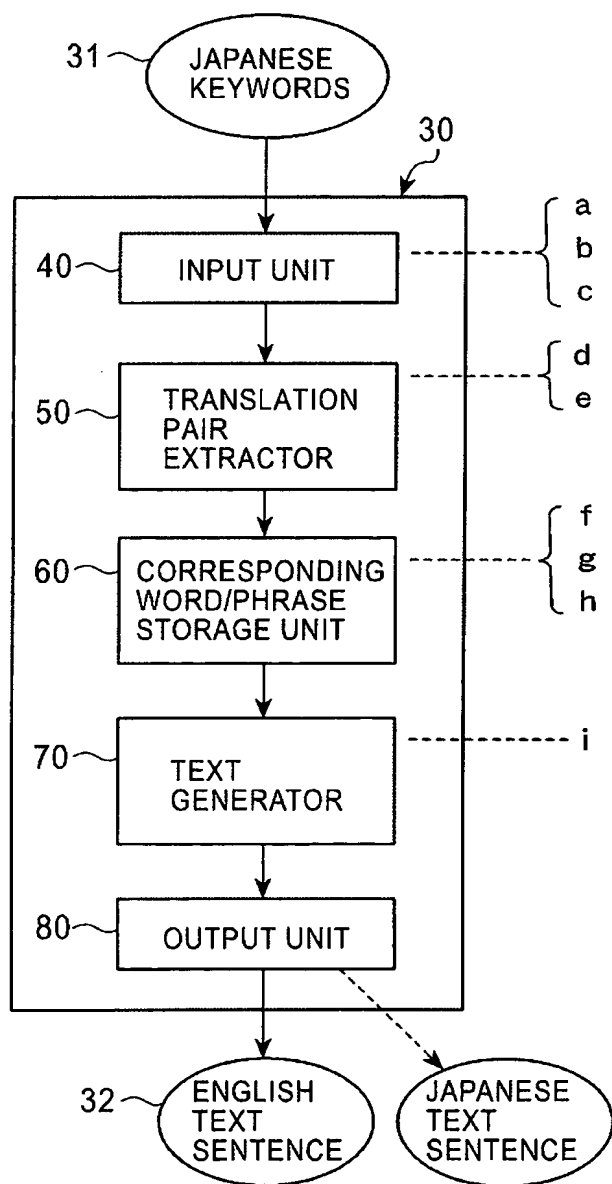 31
JAPANESE
KEYWORDS
30
40
INPUT UNIT
a
b
c
50
TRANSLATION
PAIR
EXTRACTOR
d
e
60
CORRESPONDING
WORD/PHRASE
STORAGE UNIT
f
g
h
70
TEXT
GENERATOR
i
80
OUTPUT UNIT
32
ENGLISH
TEXT
SENTENCE
JAPANESE
TEXT
SENTENCE